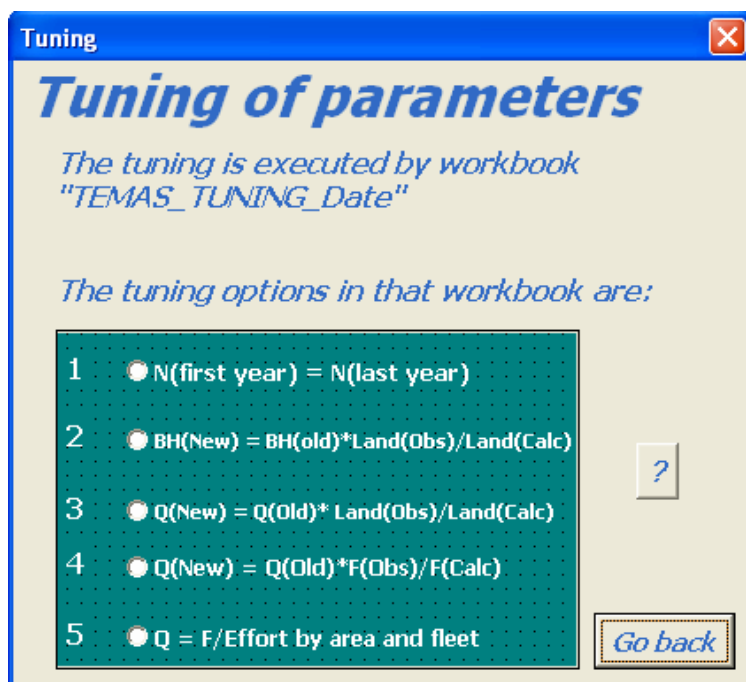 Tuning
Tuning of parameters
The tuning is executed by workbook
"TEMAS_TUNING_Date"
The tuning options in that workbook are:
1 N(first year) = N(last year)
2 BH(New) = BH(old)*Land(Obs)/Land(Calc)
3 Q(New) = Q(Old)* Land(Obs)/Land(Calc)
4 Q(New) = Q(Old)*F(Obs)/F(Calc)
5 Q = F/Effort by area and fleet
?
Go back